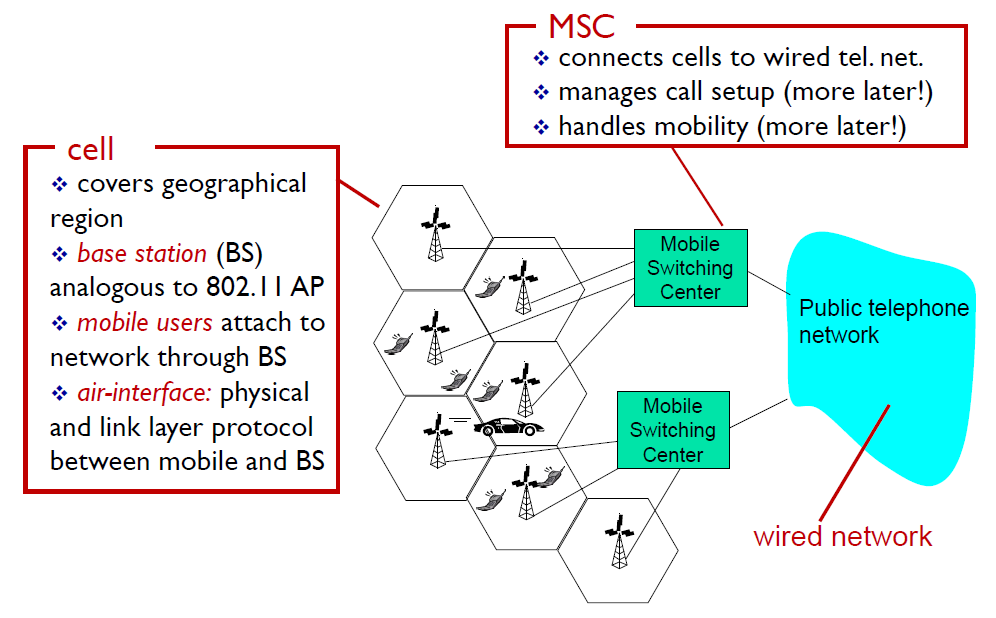 MSC
❖ connects cells to wired tel. net.
❖ manages call setup (more later!)
❖ handles mobility (more later!)
cell
❖ covers geographical
region
❖ base station (BS)
analogous to 802.11 AP
❖ mobile users attach to
network through BS
❖ air-interface: physical
and link layer protocol
between mobile and BS
Mobile
Switching
Center
Public telephone
network
Mobile
Switching
Center
wired network